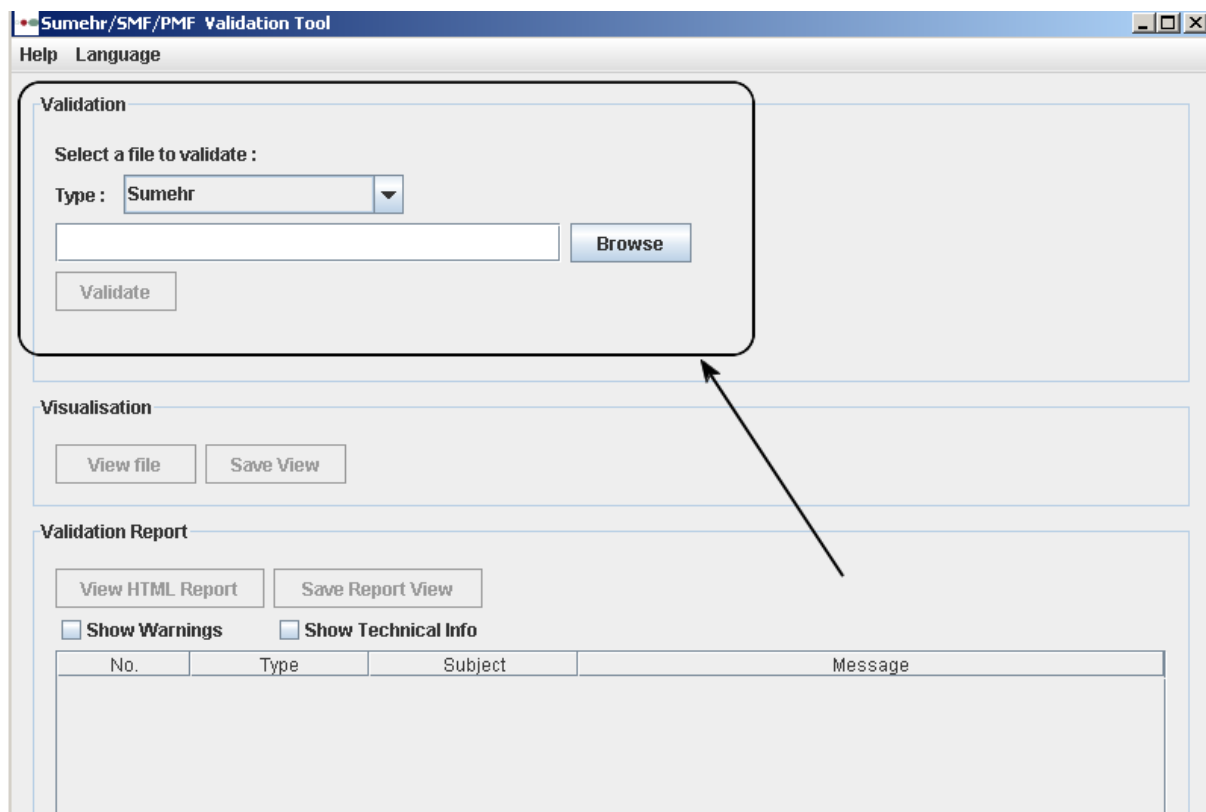 Sumehr/SMF/PMF Validation Tool
Help Language
Validation
Select a file to validate :
Type : Sumehr
Browse
Validate
Visualisation
View file Save View
Validation Report
View HTML Report Save Report View
Show Warnings Show Technical Info
No. Type Subject Message